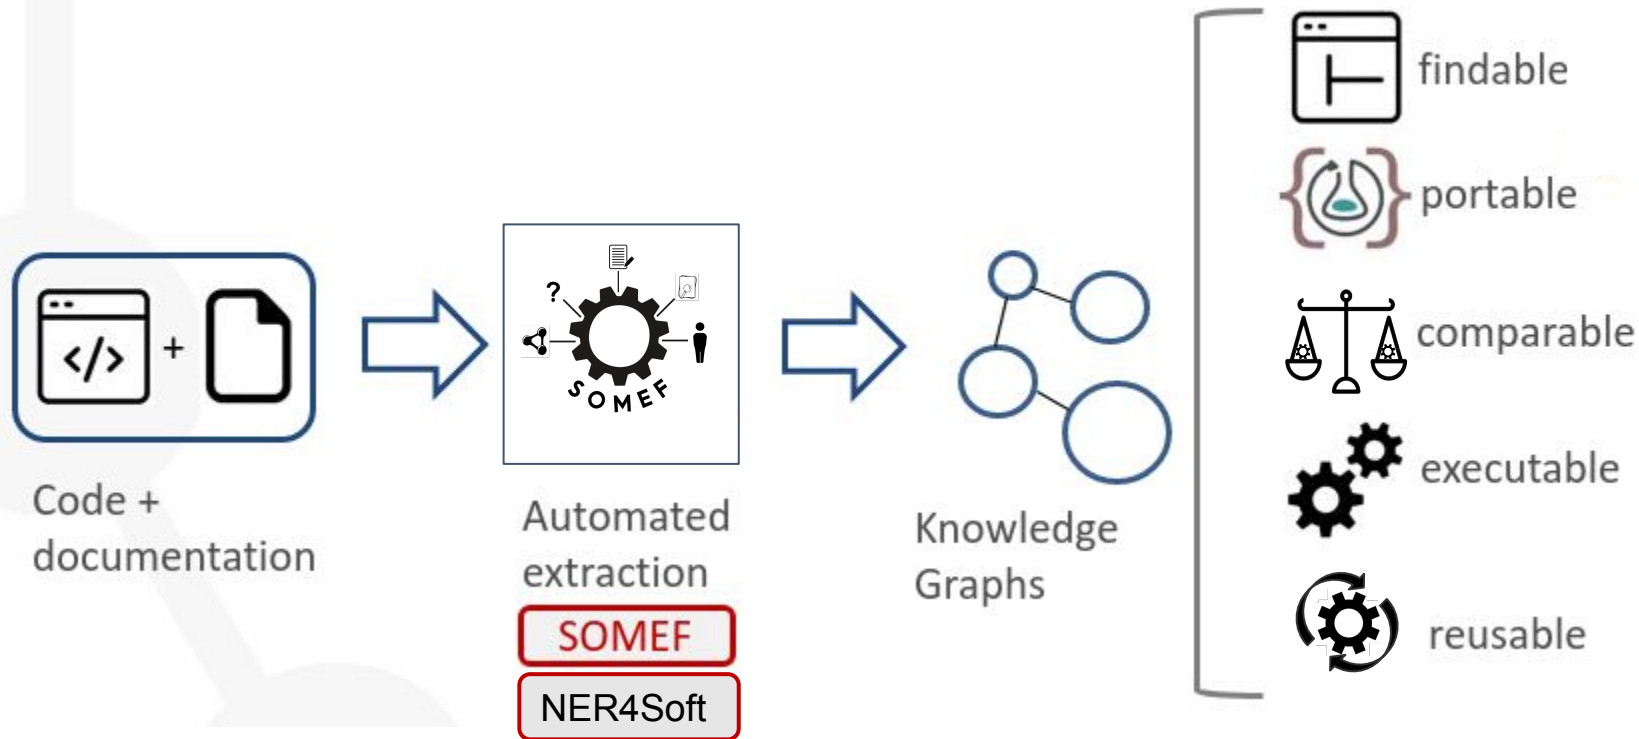 </>
+
Code +
documentation
?
SOMEF
Automated
extraction
SOMEF
NER4Soft
Knowledge
Graphs
findable
portable
comparable
executable
reusable